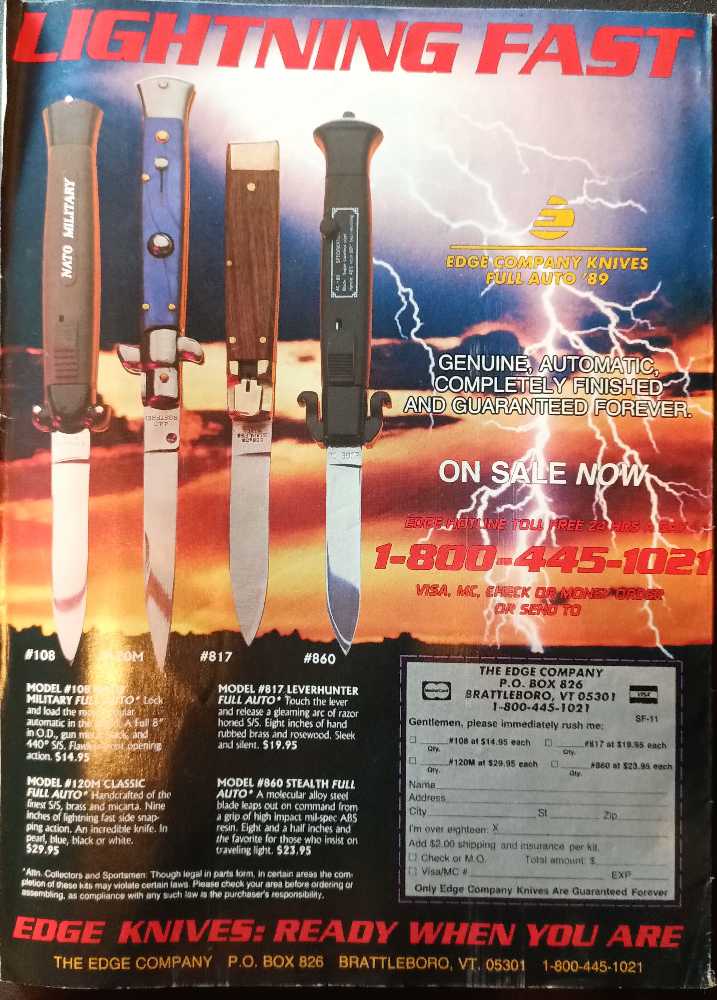 LIGHTNING FAST
NATO MILITARY
EDGE COMPANY KNIVES
FULL AUTO '89
GENUINE, AUTOMATIC,
COMPLETELY FINISHED
AND GUARANTEED FOREVER.
ON SALE NOW
EDGE HOTLINE TOLL FREE 24 HRS A DAY
1-800-445-1021
VISA, MC, CHECK OR MONEY ORDER
OR SEND TO
#108
#817
#860
MODEL #108
MILITARY FULL AUTO* Lock
and load the
automatic in the A full 8"
in O.D., gun black, and
440° S/S. opening
action. $14.95
MODEL #120M CLASSIC
FULL AUTO* Handcrafted of the
finest S/S, brass and micarta. Nine
inches of lightning fast side snap-
ping action. An incredible knife. In
pearl, blue, black or white.
$29.95
MODEL #817 LEVERHUNTER
FULL AUTO* Touch the lever
and release a gleaming arc of razor
honed S/S. Eight inches of hand
rubbed brass and rosewood. Sleek
and silent. $19.95
MODEL #860 STEALTH FULL
AUTO* A molecular alloy steel
blade leaps out on command from
a grip of high impact mil-spec ABS
resin. Eight and a half inches and
the favorite for those who insist on
traveling light. $23.95
*Attn. Collectors and Sportsmen: Though legal in parts form, in certain areas the com-
pletion of these kits may violate certain laws. Please check your area before ordering or
assembling, as compliance with any such law is the purchaser's responsibility.
THE EDGE COMPANY
P.O. BOX 826
BRATTLEBORO, VT 05301
1-800-445-1021
VISA
SF-11
Gentlemen, please immediately rush me:
#108 at $14.95 each #817 at $19.95 each
Qty. Qty.
#120M at $29.95 each #860 at $23.95 each
Qty. Qty.
Name
Address
City St Zip
I'm over eighteen: X
Add $2.00 shipping and insurance per kit.
Check or M.O. Total amount: $
Visa/MC # EXP
Only Edge Company Knives Are Guaranteed Forever
EDGE KNIVES: READY WHEN YOU ARE
THE EDGE COMPANY P.O. BOX 826 BRATTLEBORO, VT. 05301 1-800-445-1021